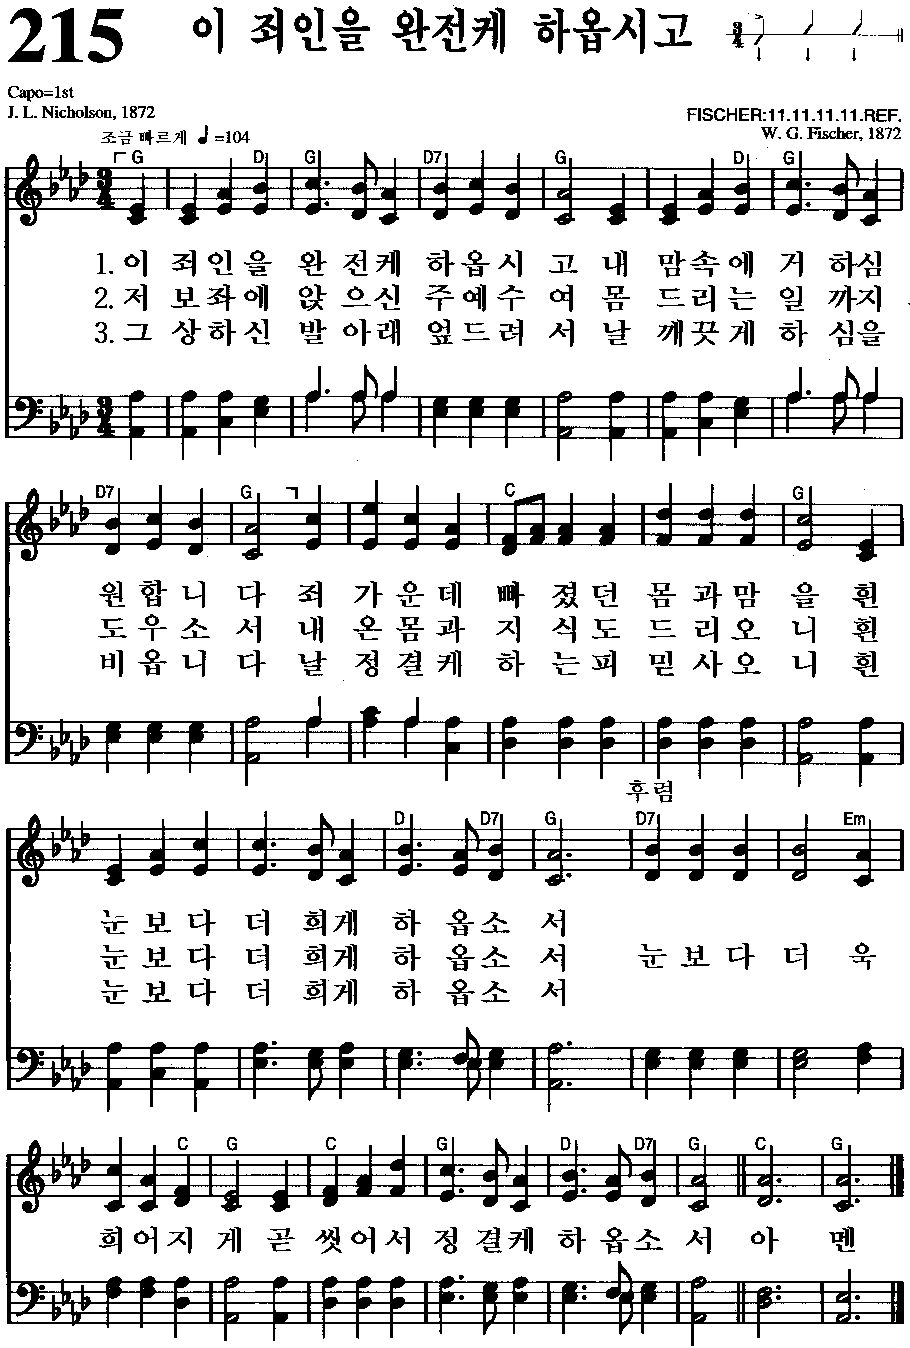 215 이 죄인을 완전케 하옵시고 3/4
Capo=1st
J. L. Nicholson, 1872
FISCHER:11.11.11.11.REF.
W. G. Fischer, 1872
조금 빠르게 ♩=104
G D G D7 G D G
3/4
1. 이 죄 인 을 완 전 케 하 옵 시 고 내 맘 속 에 거 하 심
2. 저 보 좌 에 앉 으 신 주 예 수 여 몸 드 리 는 일 까 지
3. 그 상 하 신 발 아 래 엎 드 려 서 날 깨 끗 게 하 심 을
3/4
D7 G C G
원 합 니 다 죄 가 운 데 빠 졌 던 몸 과 맘 을 흰
도 우 소 서 내 온 몸 과 지 식 도 드 리 오 니 흰
비 옵 니 다 날 정 결 케 하 는 피 믿 사 오 니 흰
후렴
D D7 G D7 Em
눈 보 다 더 희 게 하 옵 소 서
눈 보 다 더 희 게 하 옵 소 서 눈 보 다 더 욱
눈 보 다 더 희 게 하 옵 소 서
C G C G D D7 G C G
희 어 지 게 곧 씻 어 서 정 결 케 하 옵 소 서 아 멘